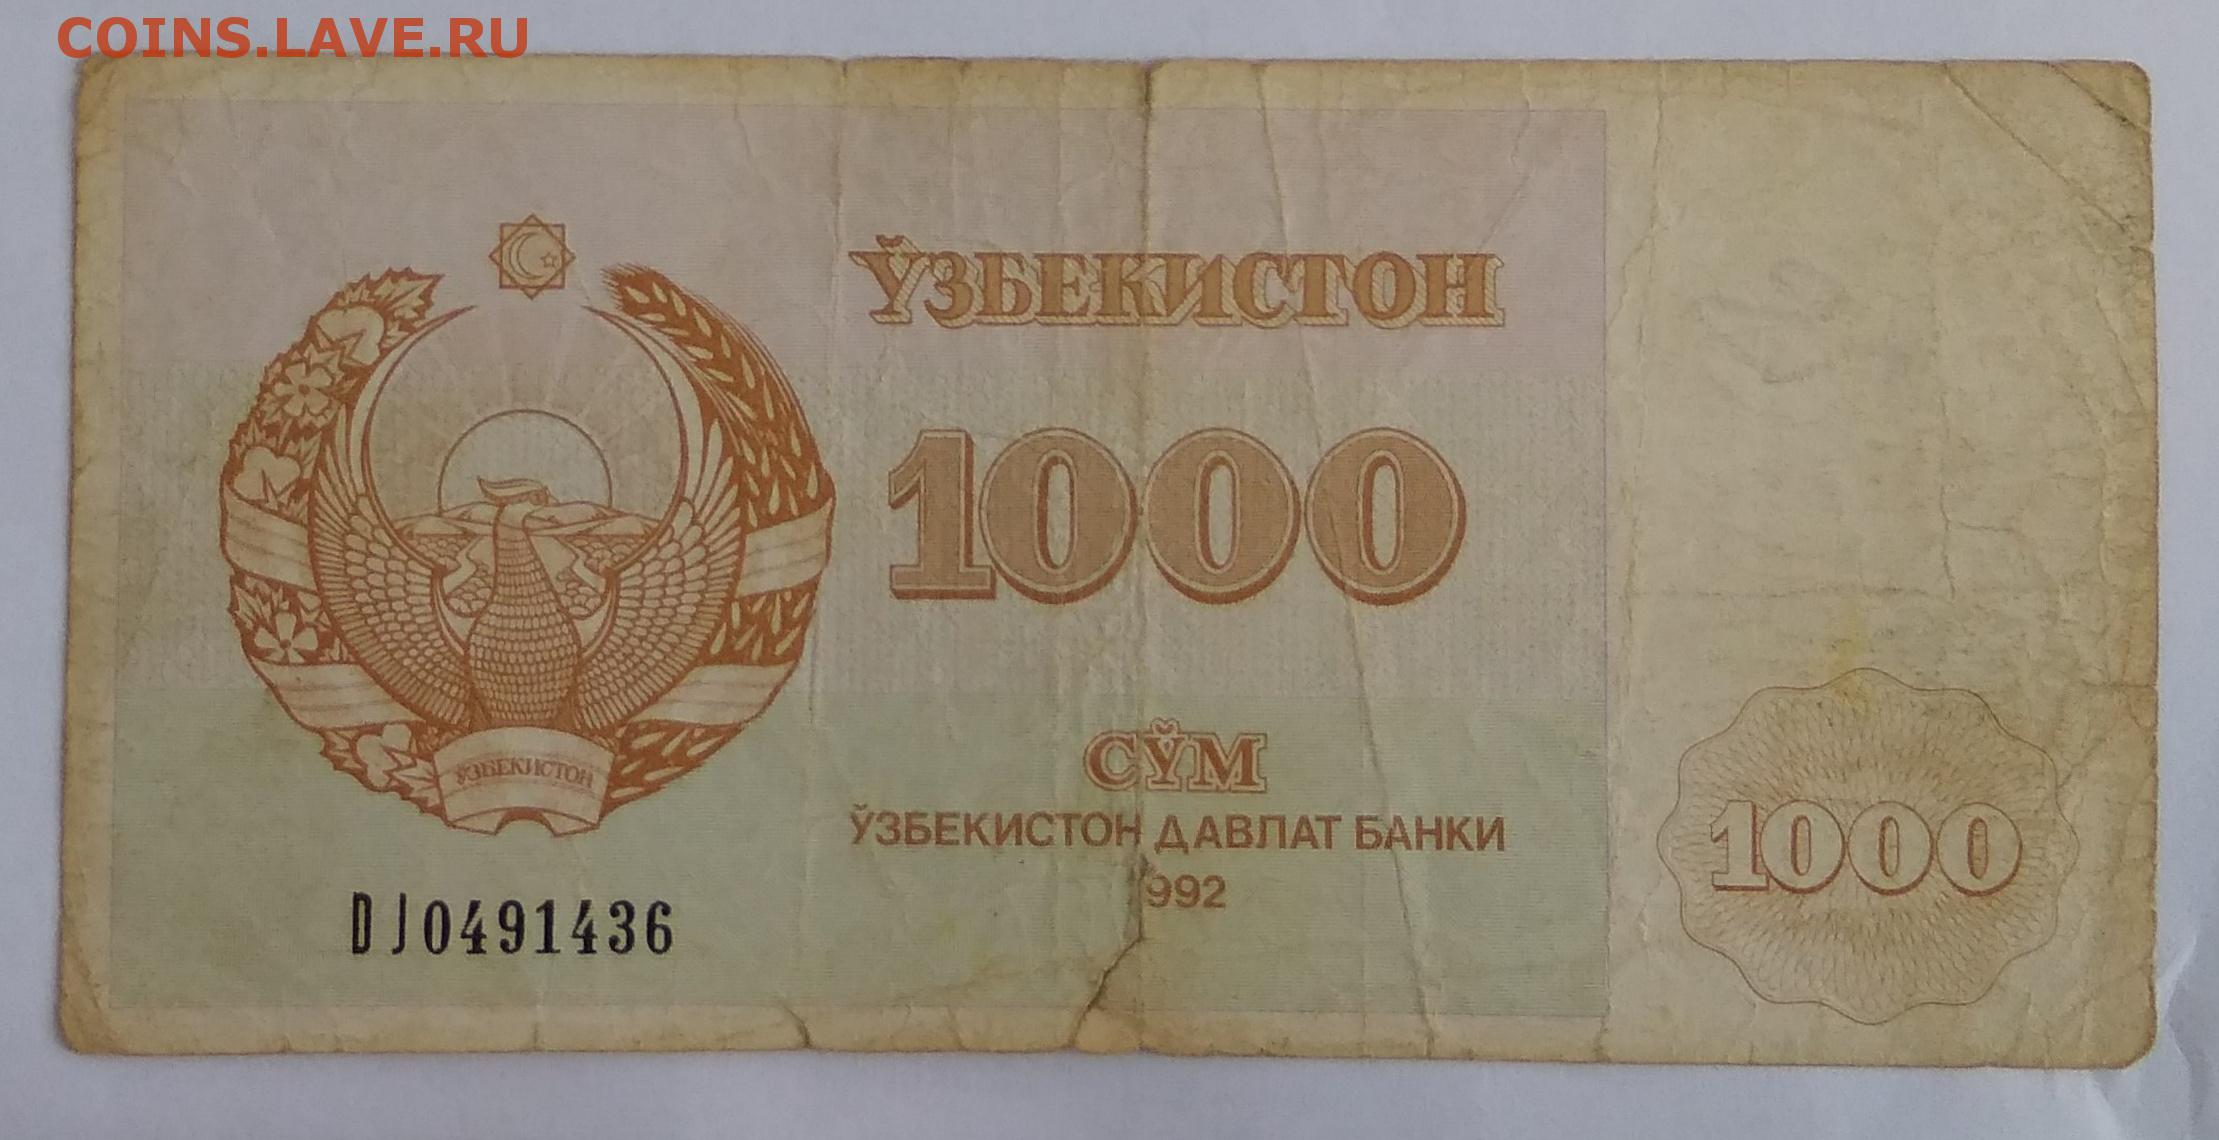 COINS.LAVE.RU
ЎЗБЕКИСТОН
1000
СЎМ
ЎЗБЕКИСТОН ДАВЛАТ БАНКИ
992
ЎЗБЕКИСТОН
DJ0491436
1000